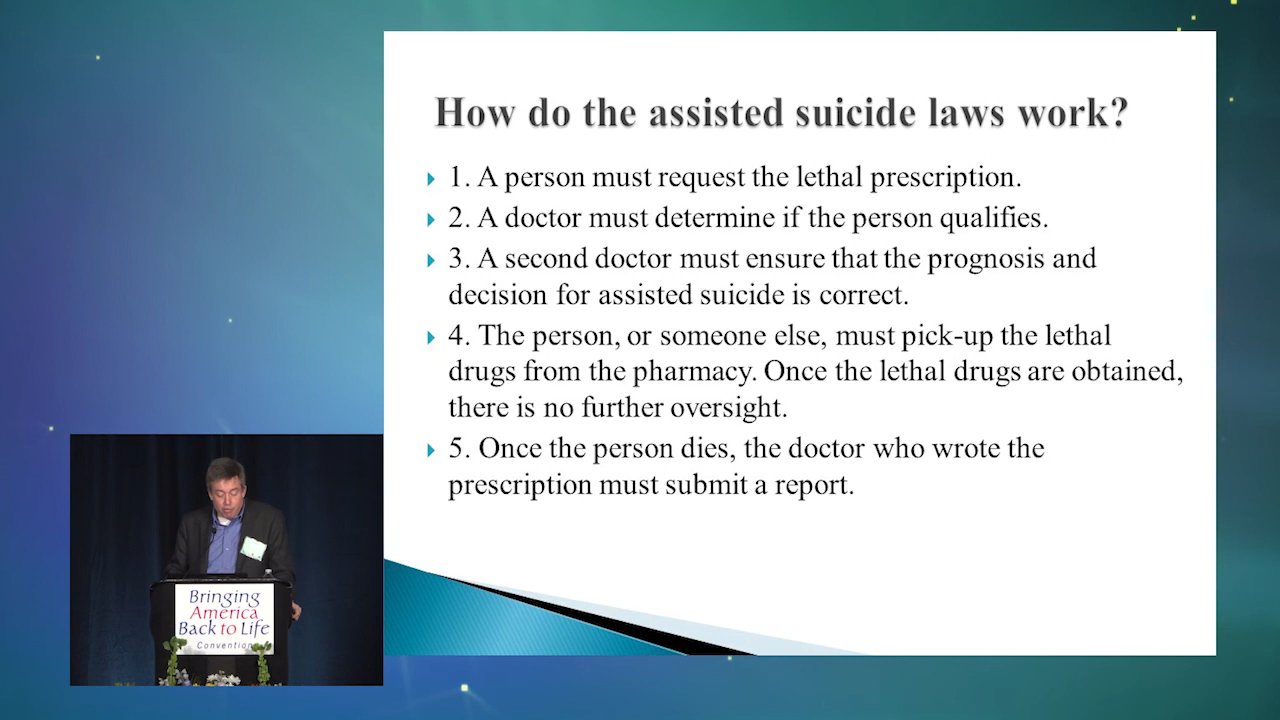 How do the assisted suicide laws work?
1. A person must request the lethal prescription.
2. A doctor must determine if the person qualifies.
3. A second doctor must ensure that the prognosis and
decision for assisted suicide is correct.
4. The person, or someone else, must pick-up the lethal
drugs from the pharmacy. Once the lethal drugs are obtained,
there is no further oversight.
5. Once the person dies, the doctor who wrote the
prescription must submit a report.
Bringing
America
Back to Life
Convention